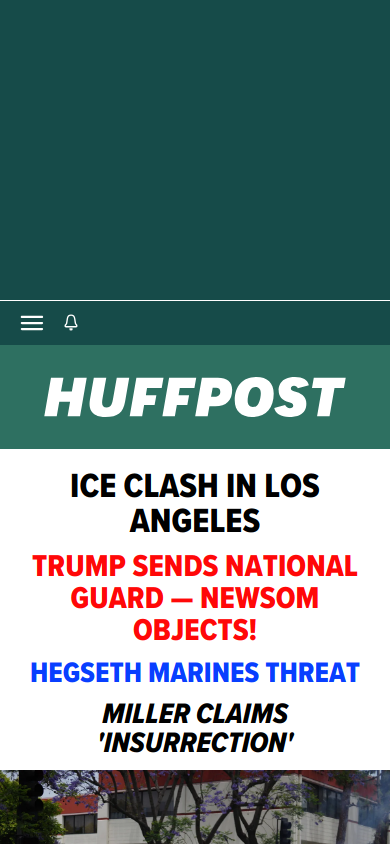 HUFFPOST
ICE CLASH IN LOS
ANGELES
TRUMP SENDS NATIONAL
GUARD — NEWSOM
OBJECTS!
HEGSETH MARINES THREAT
MILLER CLAIMS
'INSURRECTION'